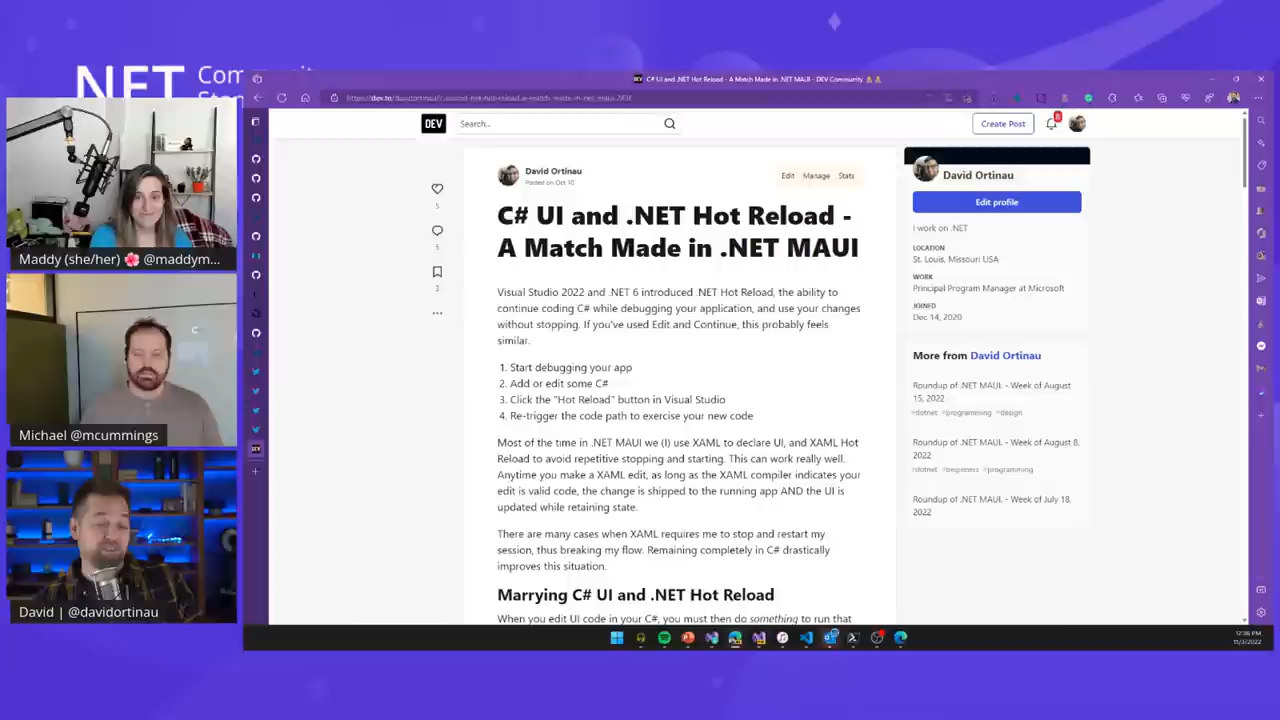 .NET Community
Maddy (she/her) 🌸 @maddym...
Michael @mcummings
David | @davidortinau
C# UI and .NET Hot Reload - A Match Made in .NET MAUI - DEV Community
DEV
Search...
Create Post
8
David Ortinau
Posted on Oct 10
Edit Manage Stats
5
5
3
C# UI and .NET Hot Reload -
A Match Made in .NET MAUI
Visual Studio 2022 and .NET 6 introduced .NET Hot Reload, the ability to
continue coding C# while debugging your application, and use your changes
without stopping. If you've used Edit and Continue, this probably feels
similar.
1. Start debugging your app
2. Add or edit some C#
3. Click the "Hot Reload" button in Visual Studio
4. Re-trigger the code path to exercise your new code
Most of the time in .NET MAUI we (I) use XAML to declare UI, and XAML Hot
Reload to avoid repetitive stopping and starting. This can work really well.
Anytime you make a XAML edit, as long as the XAML compiler indicates your
edit is valid code, the change is shipped to the running app AND the UI is
updated while retaining state.
There are many cases when XAML requires me to stop and restart my
session, thus breaking my flow. Remaining completely in C# drastically
improves this situation.
Marrying C# UI and .NET Hot Reload
When you edit UI code in your C#, you must then do something to run that
David Ortinau
Edit profile
I work on .NET
LOCATION
St. Louis, Missouri USA
WORK
Principal Program Manager at Microsoft
JOINED
Dec 14, 2020
More from David Ortinau
Roundup of .NET MAUI - Week of August
15, 2022
#dotnet #programming #design
Roundup of .NET MAUI - Week of August 8,
2022
#dotnet #beginners #programming
Roundup of .NET MAUI - Week of July 18,
2022
12:36 PM
11/3/2022